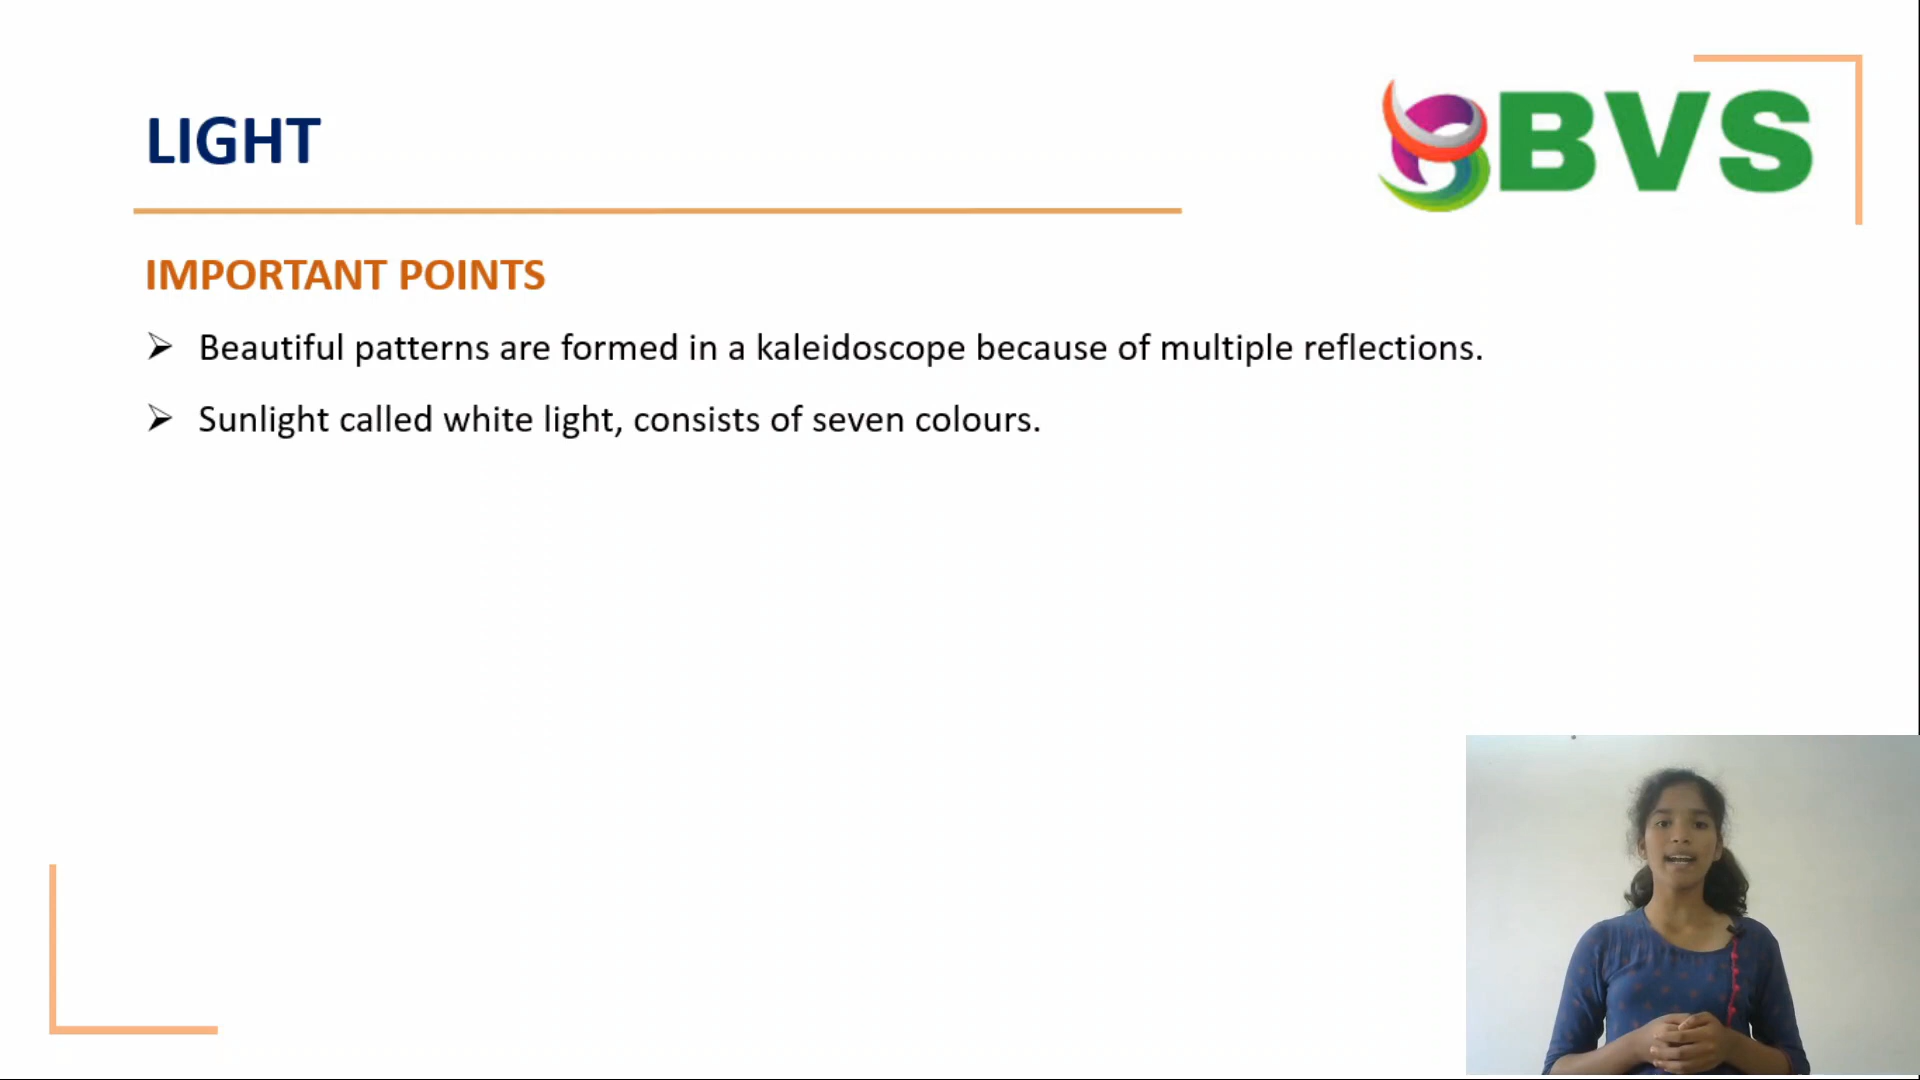 LIGHT
BVS
IMPORTANT POINTS
Beautiful patterns are formed in a kaleidoscope because of multiple reflections.
Sunlight called white light, consists of seven colours.